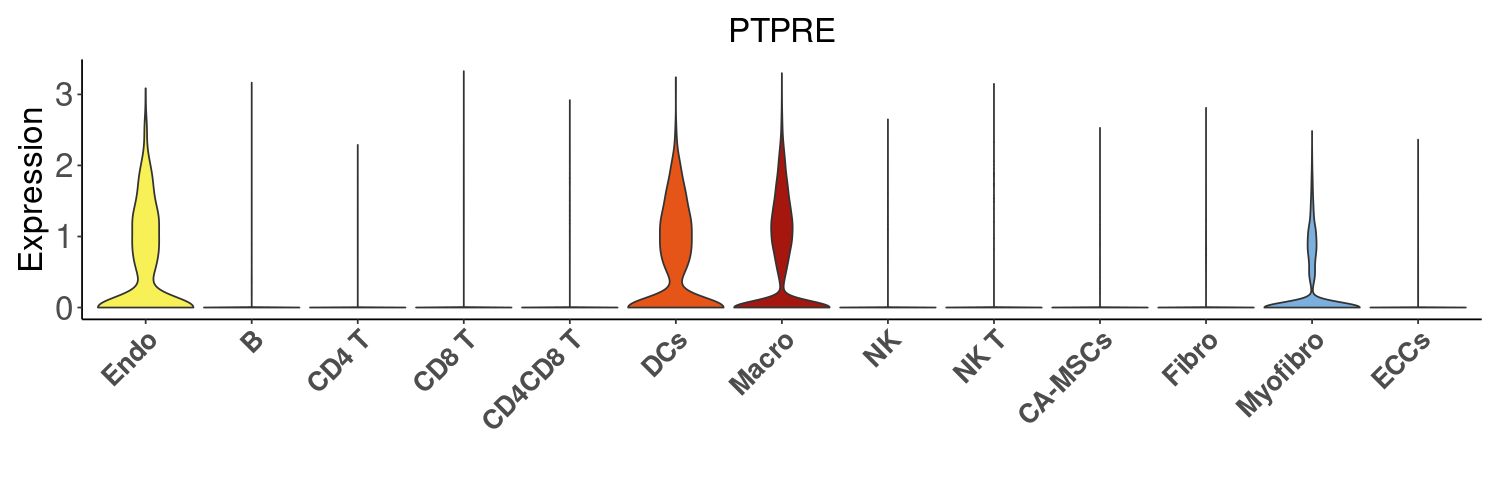 PTPRE
Expression
3
2
1
0
Endo
B
CD4 T
CD8 T
CD4CD8 T
DCs
Macro
NK
NK T
CA-MSCs
Fibro
Myofibro
ECCs